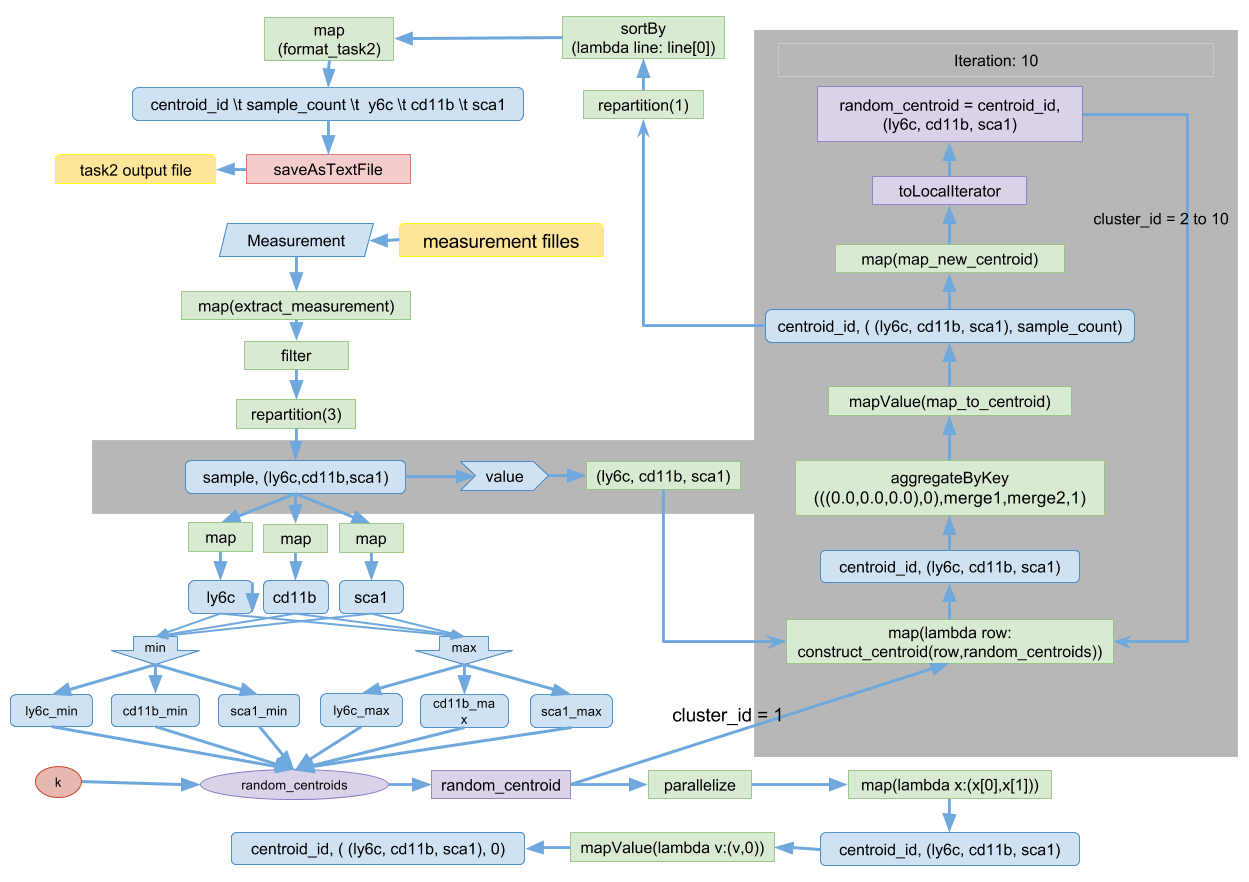 map
(format_task2)
sortBy
(lambda line: line[0])
Iteration: 10
centroid_id \t sample_count \t y6c \t cd11b \t sca1
repartition(1)
random_centroid = centroid_id,
(ly6c, cd11b, sca1)
task2 output file
saveAsTextFile
toLocalIterator
cluster_id = 2 to 10
Measurement
measurement filles
map(map_new_centroid)
map(extract_measurement)
centroid_id, ( (ly6c, cd11b, sca1), sample_count)
filter
repartition(3)
mapValue(map_to_centroid)
sample, (ly6c,cd11b,sca1)
value
(ly6c, cd11b, sca1)
aggregateByKey
(((0.0,0.0,0.0),0),merge1,merge2,1)
map
map
map
centroid_id, (ly6c, cd11b, sca1)
ly6c
cd11b
sca1
min
max
map(lambda row:
construct_centroid(row,random_centroids))
ly6c_min
cd11b_min
sca1_min
ly6c_max
cd11b_ma
x
sca1_max
cluster_id = 1
k
random_centroids
random_centroid
parallelize
map(lambda x:(x[0],x[1]))
centroid_id, ( (ly6c, cd11b, sca1), 0)
mapValue(lambda v:(v,0))
centroid_id, (ly6c, cd11b, sca1)